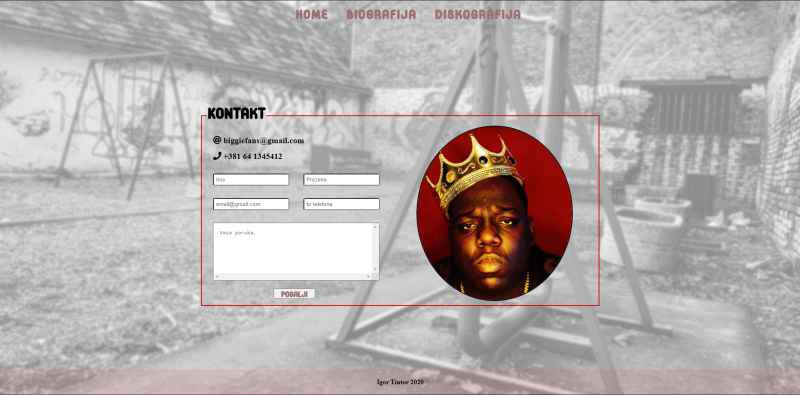 HOME BIOGRAFIJA DISKOGRAFIJA
KONTAKT
@ biggiefans@gmail.com
+381 64 1345412
Ime Prezime
email@gmail.com br telefona
Vasa poruka..
POSALJI
Igor Tintor 2020